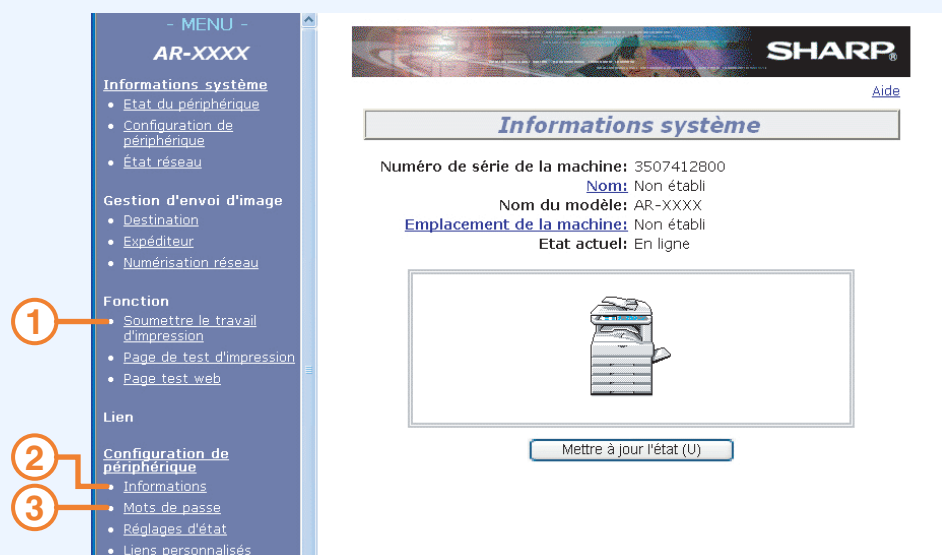 - MENU -
AR-XXXX
Informations système
• Etat du périphérique
• Configuration de
périphérique
• État réseau
Gestion d'envoi d'image
• Destination
• Expéditeur
• Numérisation réseau
Fonction
1
• Soumettre le travail
d'impression
• Page de test d'impression
• Page test web
Lien
Configuration de
périphérique
2
• Informations
3
• Mots de passe
• Réglages d'état
• Liens personnalisés
SHARP®
Aide
Informations système
Numéro de série de la machine: 3507412800
Nom: Non établi
Nom du modèle: AR-XXXX
Emplacement de la machine: Non établi
Etat actuel: En ligne
Mettre à jour l'état (U)